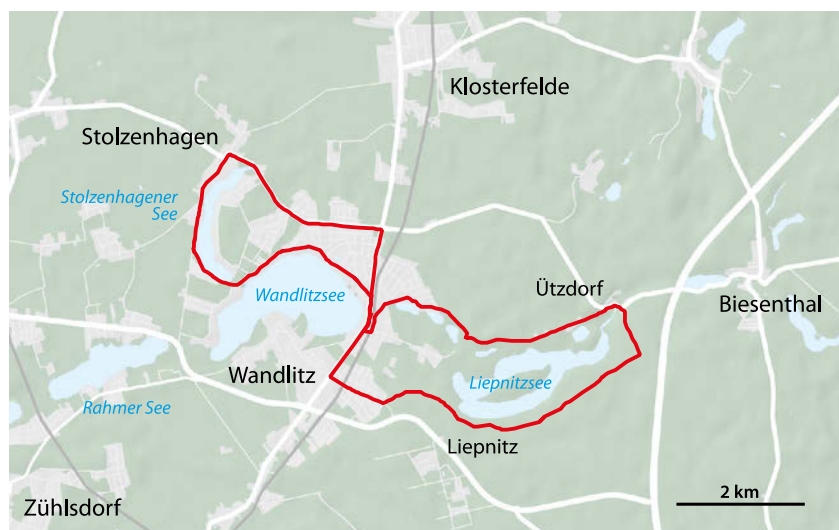 Klosterfelde
Stolzenhagen
Stolzenhagener
See
Wandlitzsee
Ützdorf
Biesenthal
Wandlitz
Liepnitzsee
Rahmer See
Liepnitz
2 km
Zühlsdorf